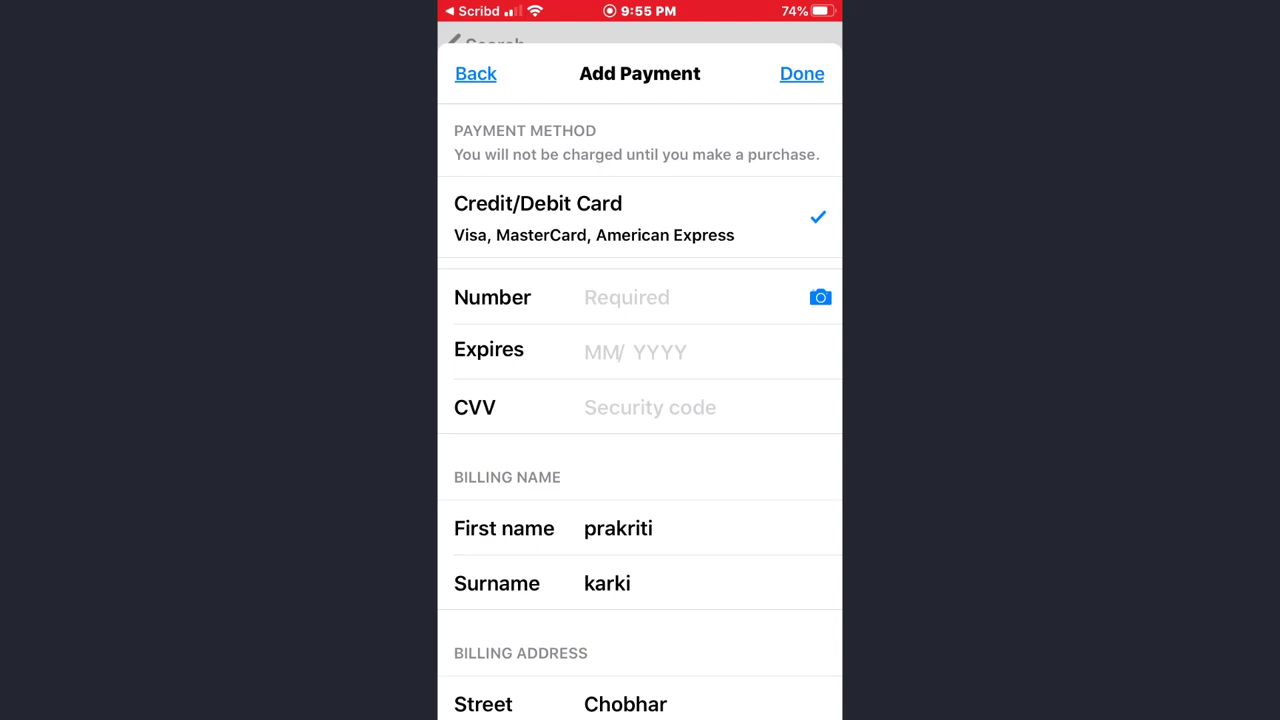 ◀ Scribd 9:55 PM 74%
Search
Back Add Payment Done
PAYMENT METHOD
You will not be charged until you make a purchase.
Credit/Debit Card
Visa, MasterCard, American Express
Number Required
Expires MM/ YYYY
CVV Security code
BILLING NAME
First name prakriti
Surname karki
BILLING ADDRESS
Street Chobhar